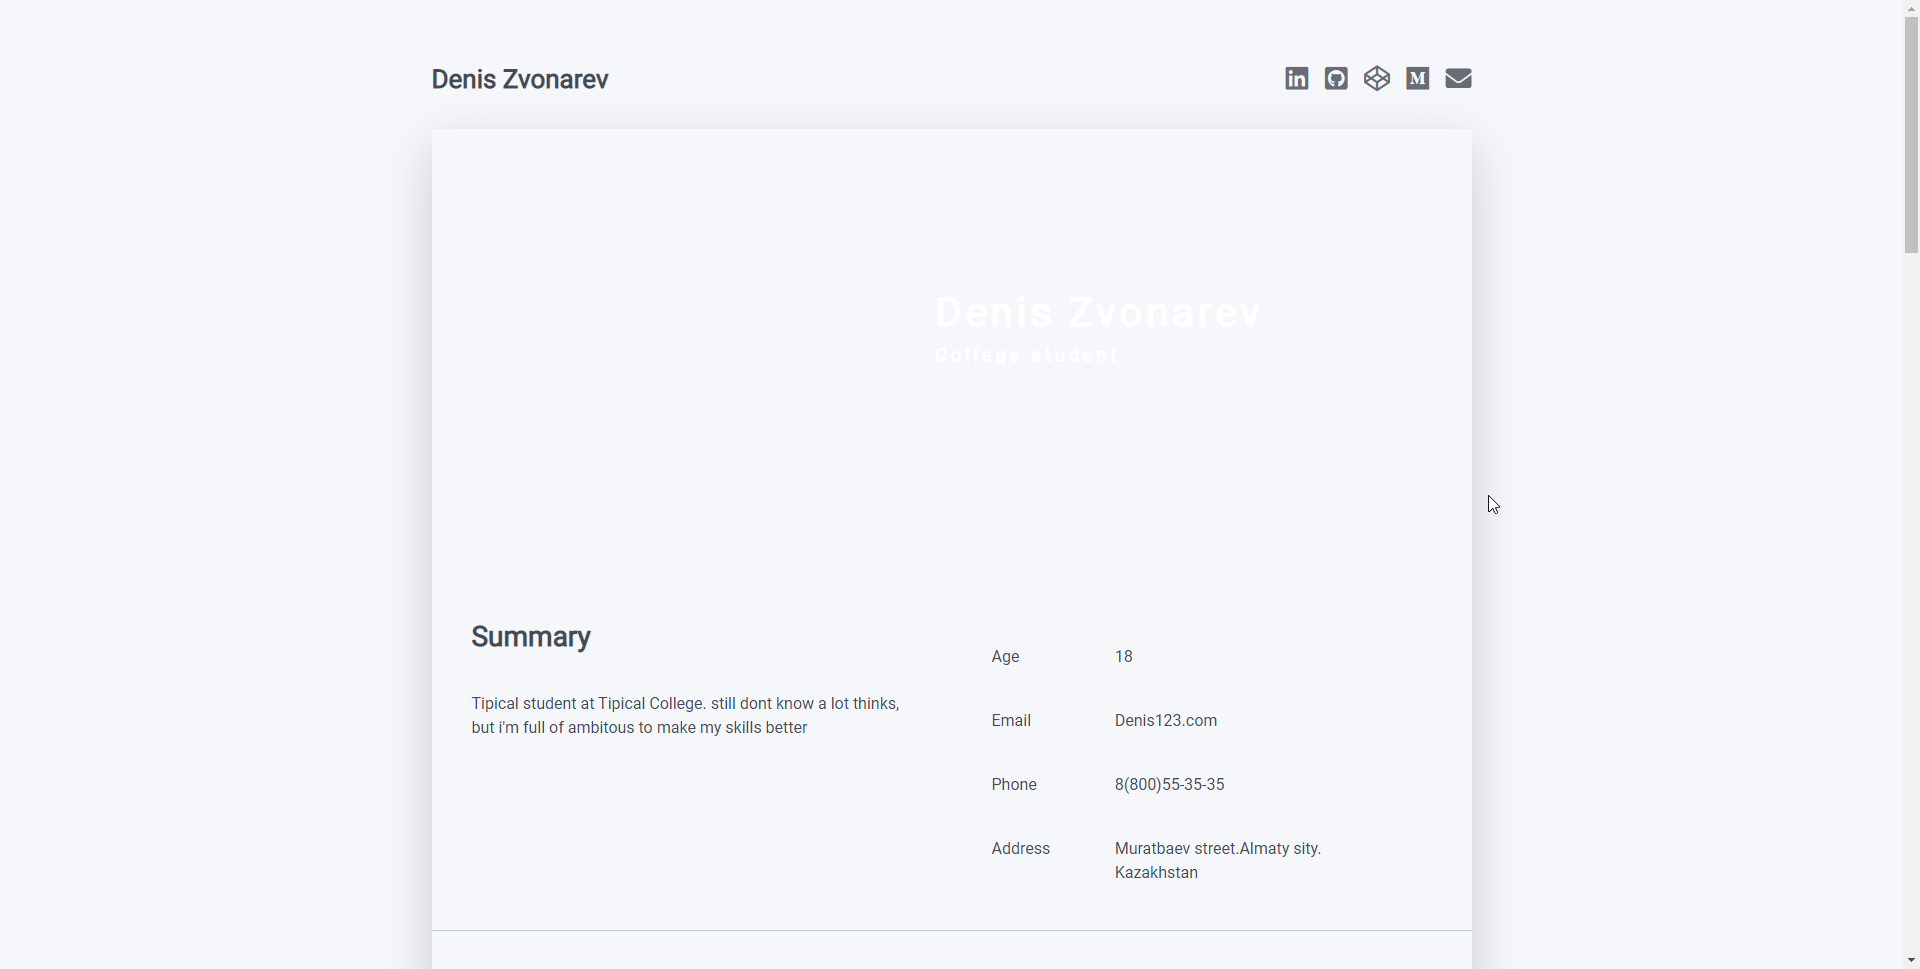 Denis Zvonarev
Denis Zvonarev
College student
Summary
Tipical student at Tipical College. still dont know a lot thinks,
but i'm full of ambitous to make my skills better
Age 18
Email Denis123.com
Phone 8(800)55-35-35
Address Muratbaev street.Almaty sity.
Kazakhstan